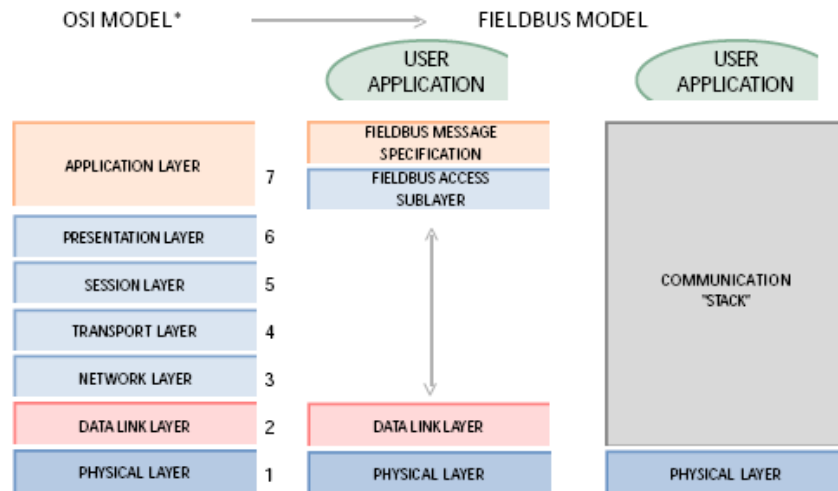 OSI MODEL*
FIELDBUS MODEL
USER
APPLICATION
USER
APPLICATION
APPLICATION LAYER
7
FIELDBUS MESSAGE
SPECIFICATION
FIELDBUS ACCESS
SUBLAYER
PRESENTATION LAYER
6
SESSION LAYER
5
COMMUNICATION
"STACK"
TRANSPORT LAYER
4
NETWORK LAYER
3
DATA LINK LAYER
2
DATA LINK LAYER
PHYSICAL LAYER
1
PHYSICAL LAYER
PHYSICAL LAYER